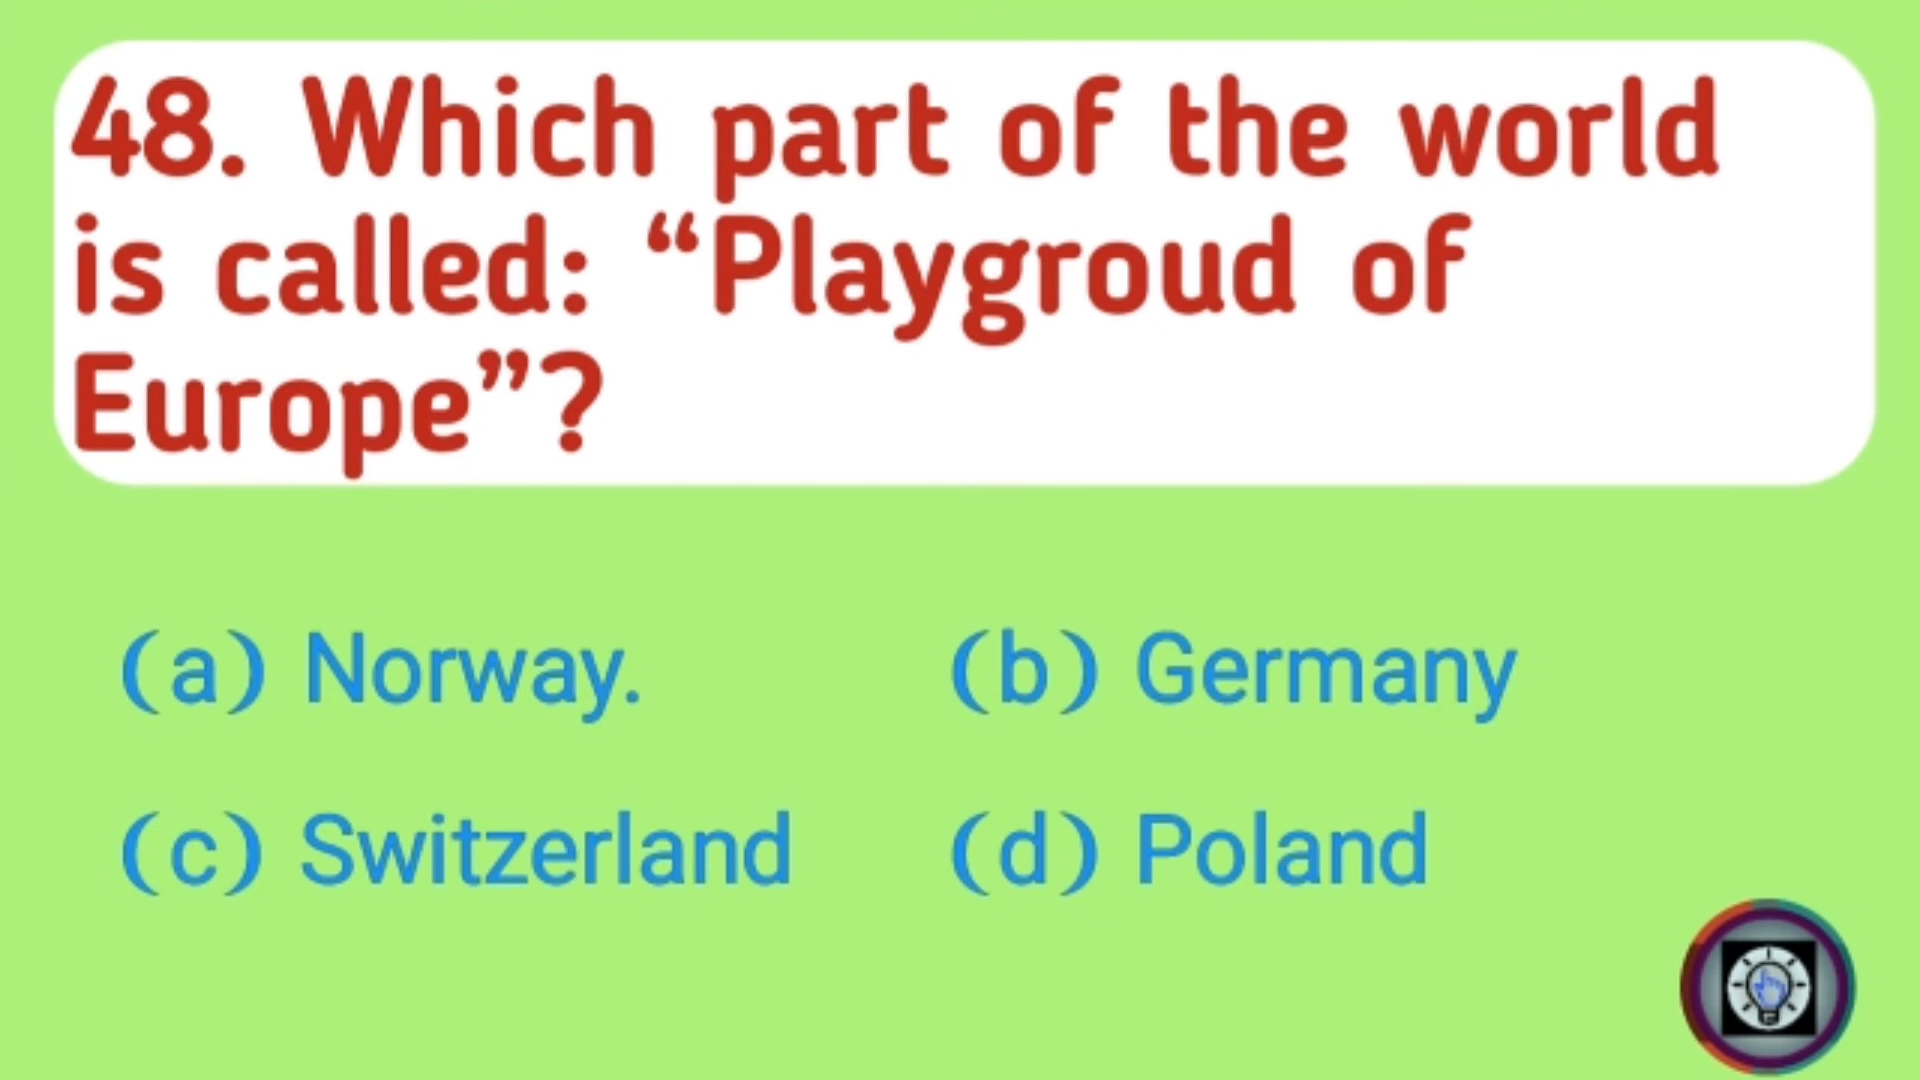 48. Which part of the world
is called: “Playgroud of
Europe”?
(a) Norway.
(b) Germany
(c) Switzerland
(d) Poland